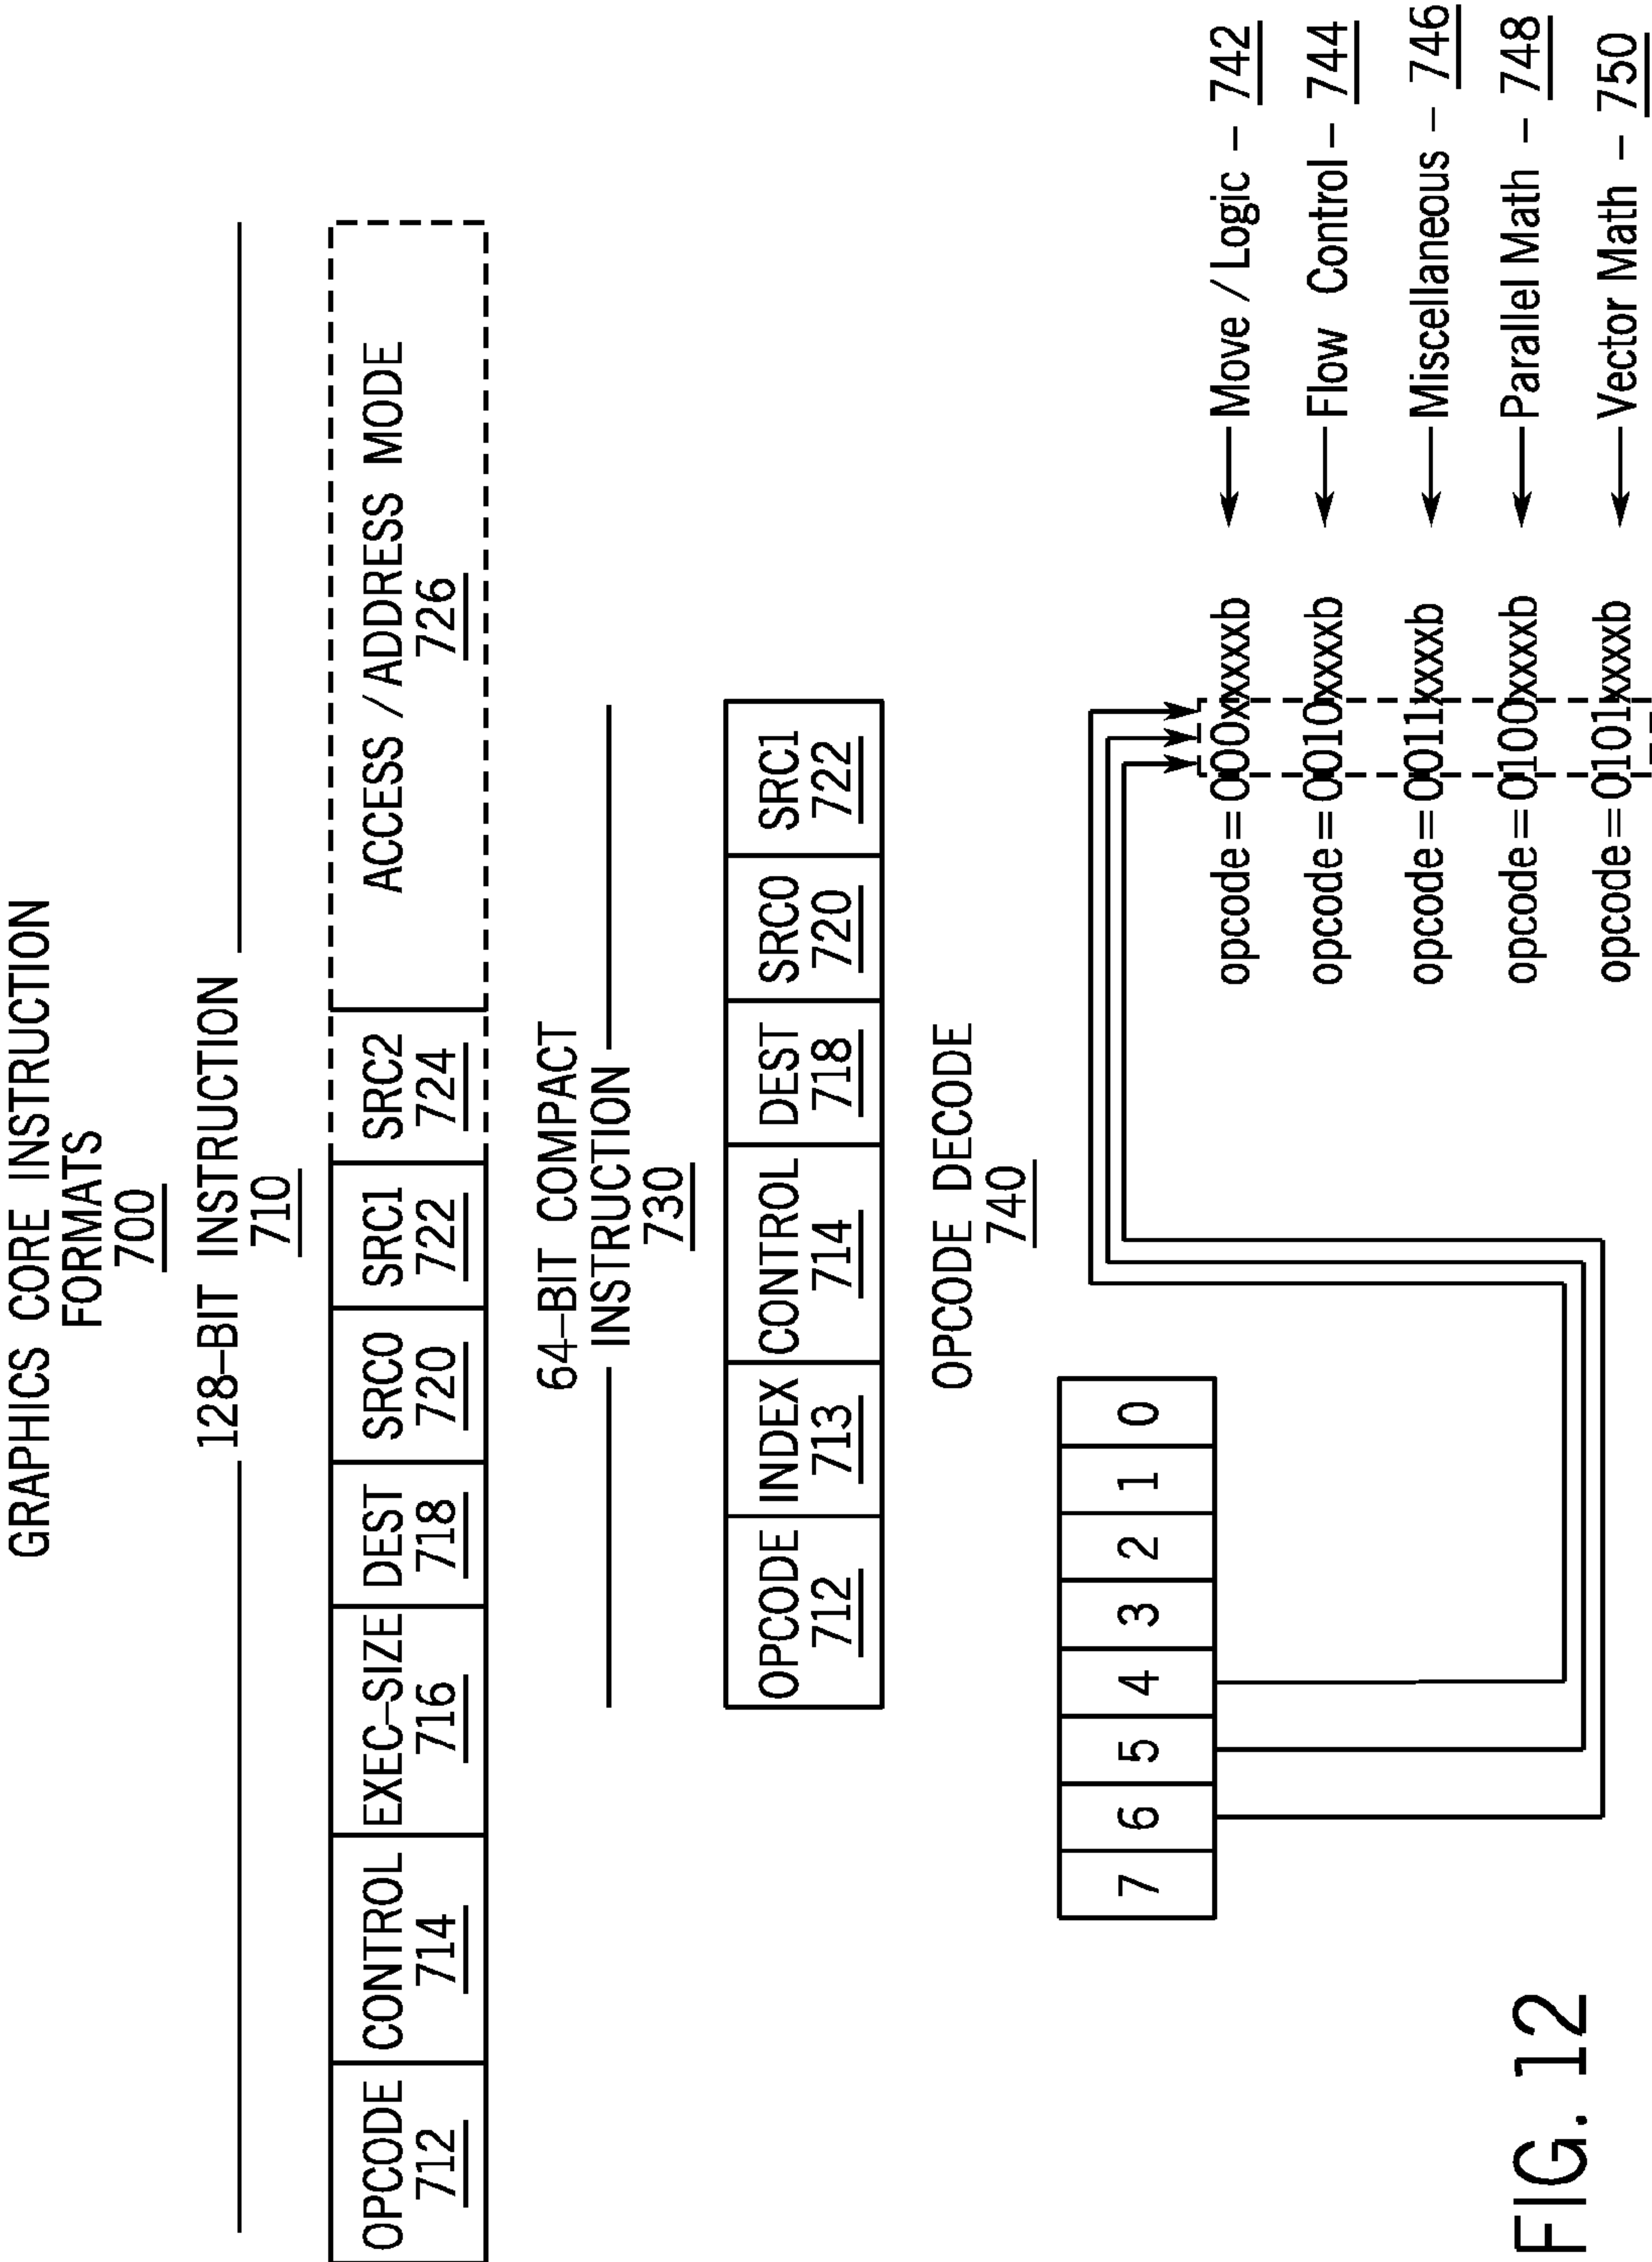 GRAPHICS CORE INSTRUCTION
FORMATS
700
128-BIT INSTRUCTION
710
OPCODE CONTROL EXEC-SIZE DEST SRC0 SRC1 SRC2 ACCESS / ADDRESS MODE
712 714 716 718 720 722 724 726
64-BIT COMPACT
INSTRUCTION
730
OPCODE INDEX CONTROL DEST SRC0 SRC1
712 713 714 718 720 722
OPCODE DECODE
740
7 6 5 4 3 2 1 0
opcode=000xxxxb Move / Logic - 742
opcode=0010xxxxb Flow Control - 744
opcode=0011xxxxb Miscellaneous - 746
opcode=0100xxxxb Parallel Math - 748
opcode=0101xxxxb Vector Math - 750
FIG. 12